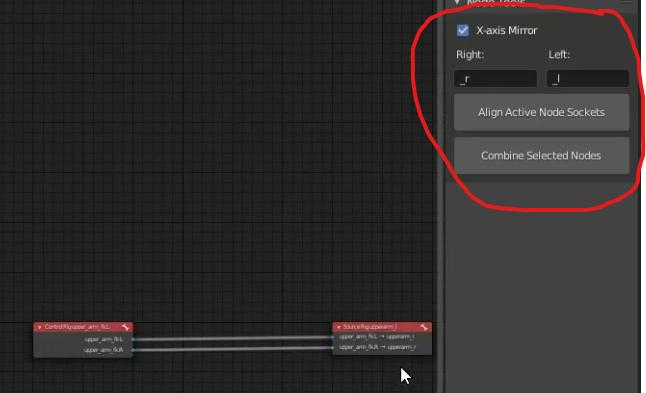 Node Tools
X-axis Mirror
Right: Left:
_r _l
Align Active Node Sockets
Combine Selected Nodes
ControlRig:upper_arm_fk.L
upper_arm_fk.L
upper_arm_fk.R
SourceRig:upperarm_l
upper_arm_fk.L → upperarm_l
upper_arm_fk.R → upperarm_r